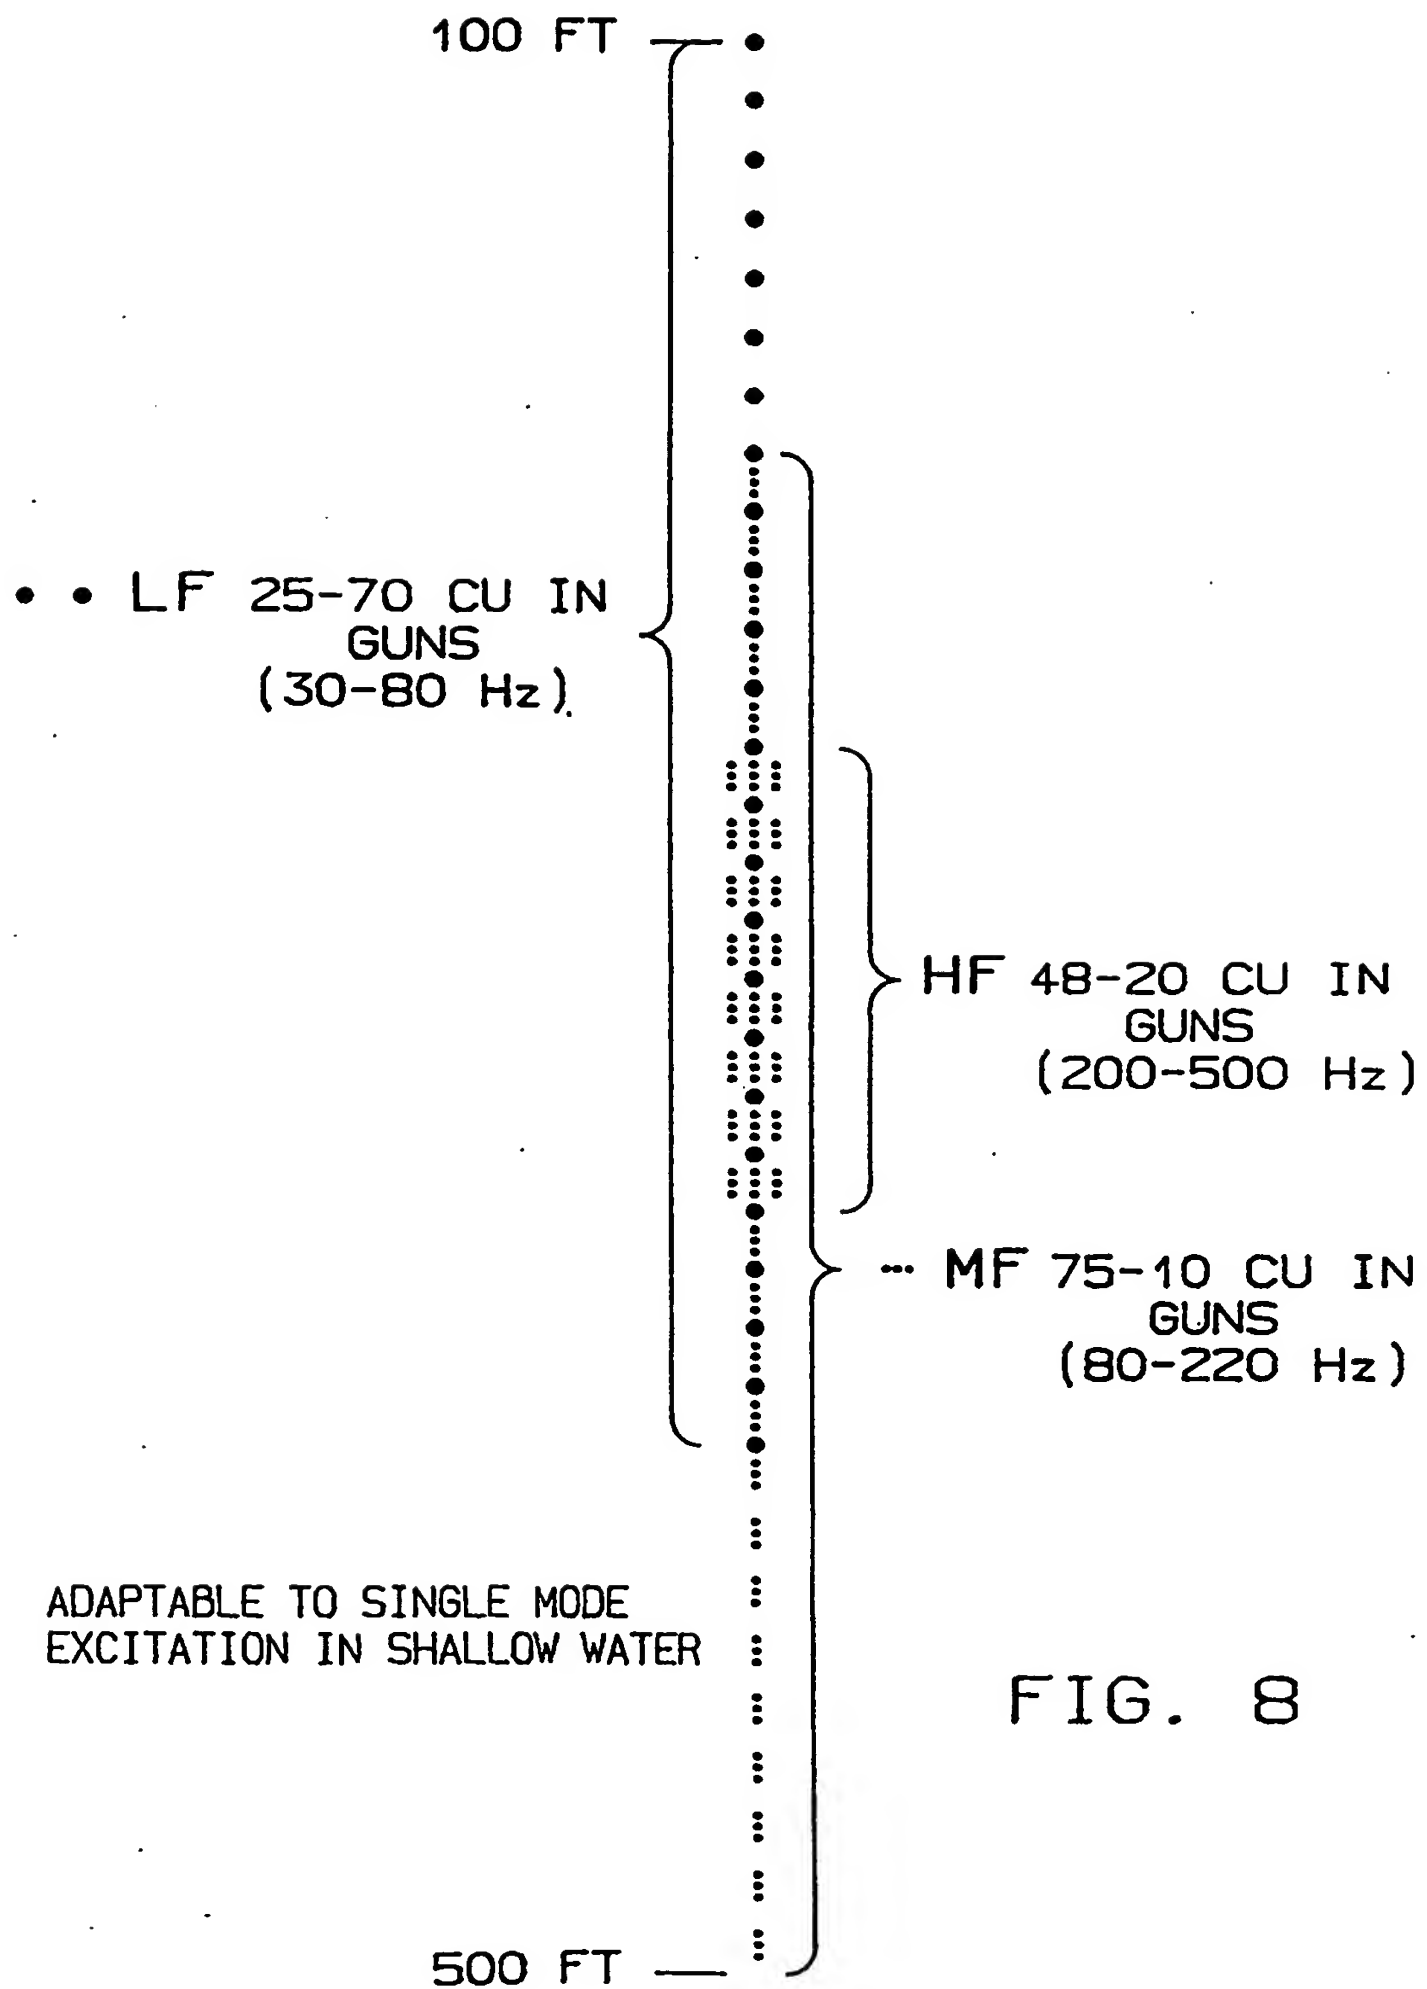 100 FT
LF 25-70 CU IN
GUNS
(30-80 Hz)
HF 48-20 CU IN
GUNS
(200-500 Hz)
MF 75-10 CU IN
GUNS
(80-220 Hz)
ADAPTABLE TO SINGLE MODE
EXCITATION IN SHALLOW WATER
FIG. 8
500 FT